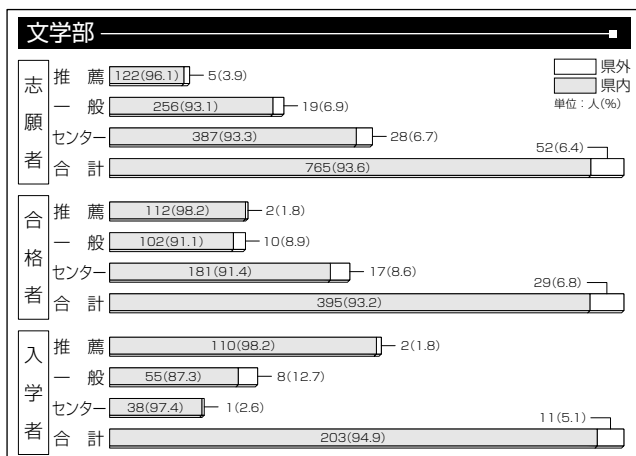 文学部
県外
県内
単位：人(%)
志願者
推薦 122(96.1) 5(3.9)
一般 256(93.1) 19(6.9)
センター 387(93.3) 28(6.7)
合計 765(93.6) 52(6.4)
合格者
推薦 112(98.2) 2(1.8)
一般 102(91.1) 10(8.9)
センター 181(91.4) 17(8.6)
合計 395(93.2) 29(6.8)
入学者
推薦 110(98.2) 2(1.8)
一般 55(87.3) 8(12.7)
センター 38(97.4) 1(2.6)
合計 203(94.9) 11(5.1)